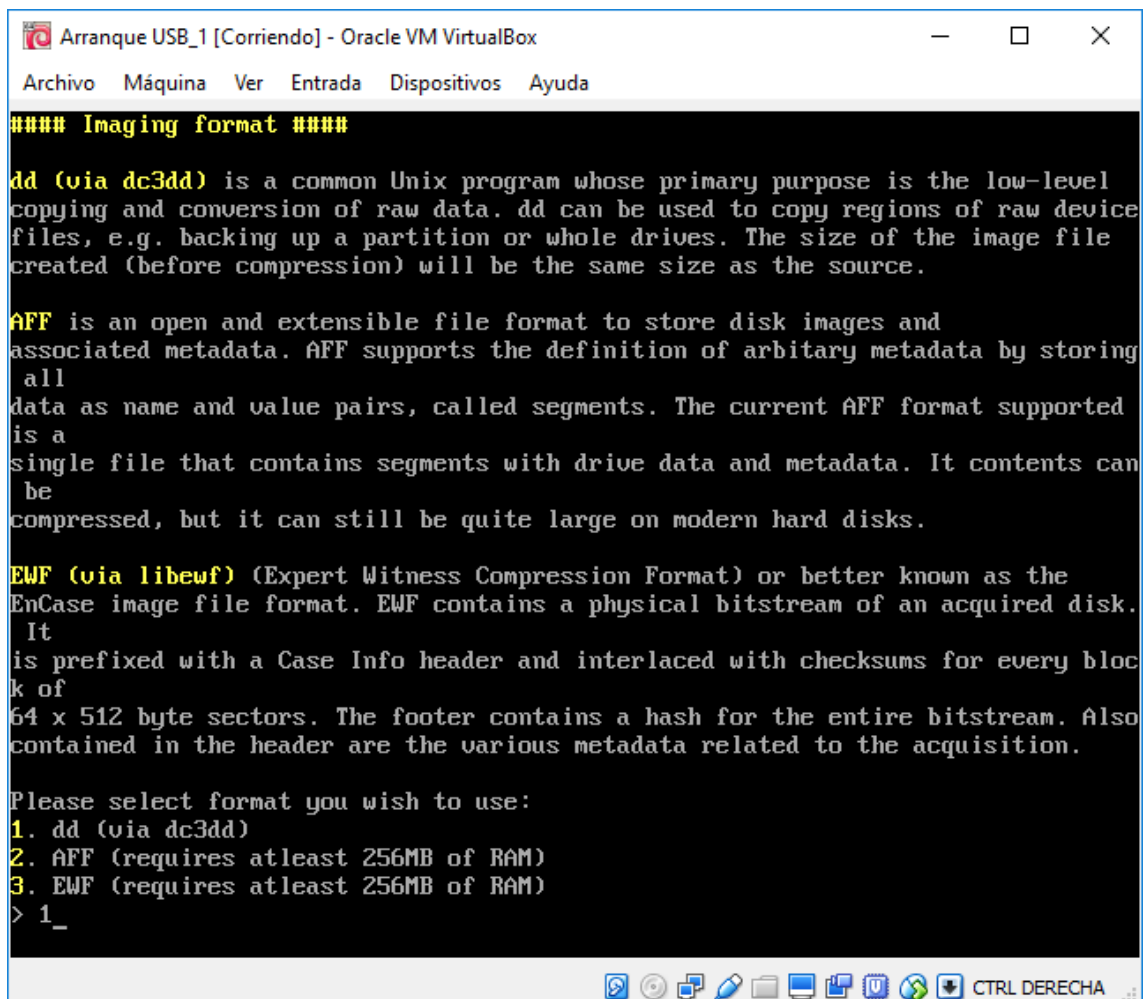 Arranque USB_1 [Corriendo] - Oracle VM VirtualBox
Archivo Máquina Ver Entrada Dispositivos Ayuda
#### Imaging format ####
dd (via dc3dd) is a common Unix program whose primary purpose is the low-level
copying and conversion of raw data. dd can be used to copy regions of raw device
files, e.g. backing up a partition or whole drives. The size of the image file
created (before compression) will be the same size as the source.
AFF is an open and extensible file format to store disk images and
associated metadata. AFF supports the definition of arbitary metadata by storing
all
data as name and value pairs, called segments. The current AFF format supported
is a
single file that contains segments with drive data and metadata. It contents can
be
compressed, but it can still be quite large on modern hard disks.
EWF (via libewf) (Expert Witness Compression Format) or better known as the
EnCase image file format. EWF contains a physical bitstream of an acquired disk.
It
is prefixed with a Case Info header and interlaced with checksums for every bloc
k of
64 x 512 byte sectors. The footer contains a hash for the entire bitstream. Also
contained in the header are the various metadata related to the acquisition.
Please select format you wish to use:
1. dd (via dc3dd)
2. AFF (requires atleast 256MB of RAM)
3. EWF (requires atleast 256MB of RAM)
> 1_
CTRL DERECHA